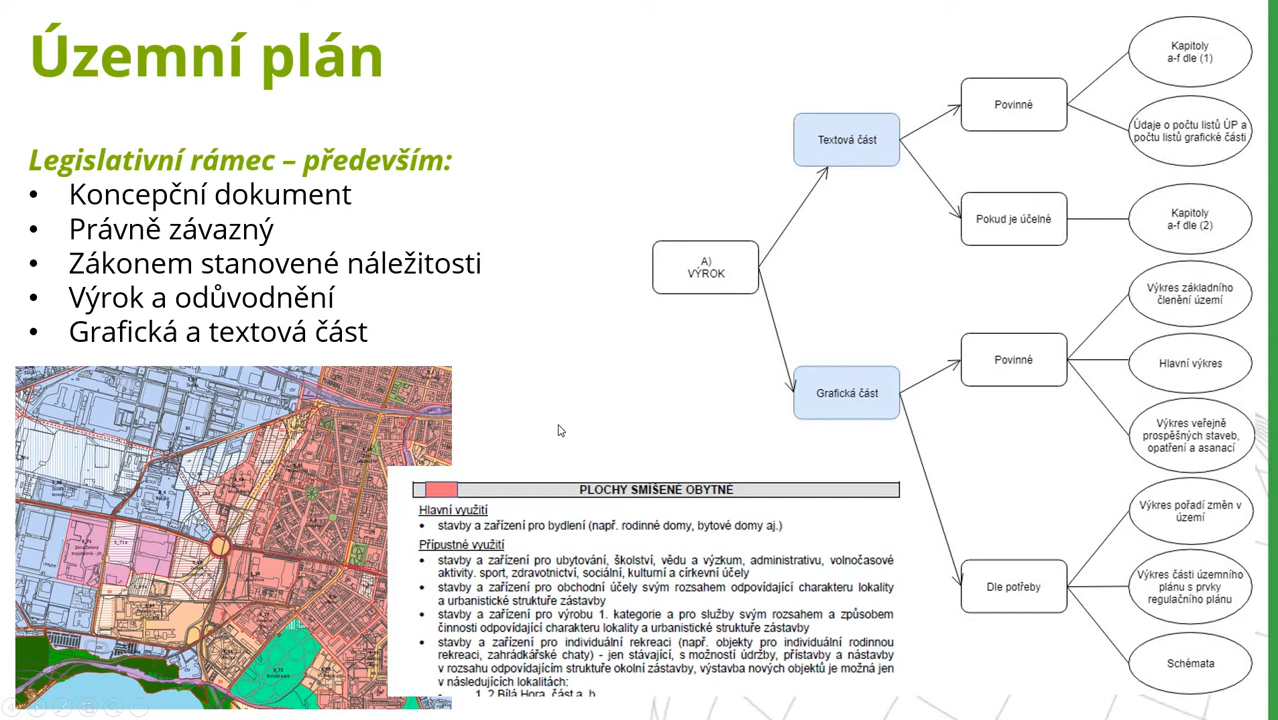 Územní plán
Legislativní rámec – především:
• Koncepční dokument
• Právně závazný
• Zákonem stanovené náležitosti
• Výrok a odůvodnění
• Grafická a textová část
A)
VÝROK
Textová část
Povinné
Kapitoly
a-f dle (1)
Údaje o počtu listů ÚP a
počtu listů grafické části
Pokud je účelné
Kapitoly
a-f dle (2)
Grafická část
Povinné
Výkres základního
členění území
Hlavní výkres
Výkres veřejně
prospěšných staveb,
opatření a asanací
Dle potřeby
Výkres pořadí změn v
území
Výkres části územního
plánu s prvky
regulačního plánu
Schémata
PLOCHY SMÍŠENÉ OBYTNÉ
Hlavní využití
• stavby a zařízení pro bydlení (např. rodinné domy, bytové domy aj.)
Přípustné využití
• stavby a zařízení pro ubytování, školství, vědu a výzkum, administrativu, volnočasové
aktivity. sport, zdravotnictví, sociální, kulturní a církevní účely
• stavby a zařízení pro obchodní účely svým rozsahem odpovídající charakteru lokality
a urbanistické struktuře zástavby
• stavby a zařízení pro výrobu 1. kategorie a pro služby svým rozsahem a způsobem
činnosti odpovídající charakteru lokality a urbanistické struktuře zástavby
• stavby a zařízení pro individuální rekreaci (např. objekty pro individuální rodinnou
rekreaci, zahrádkářské chaty) - jen stávající, s možností údržby, přístavby a nástavby
v rozsahu odpovídajícím struktuře okolní zástavby, výstavba nových objektů je možná jen
v následujících lokalitách:
1_2 Bílá Hora, část a, b